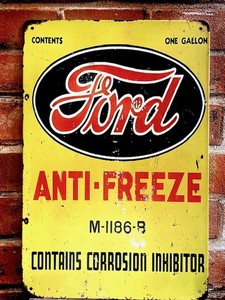 CONTENTS ONE GALLON
Ford
ANTI-FREEZE
M-1186-B
CONTAINS CORROSION INHIBITOR